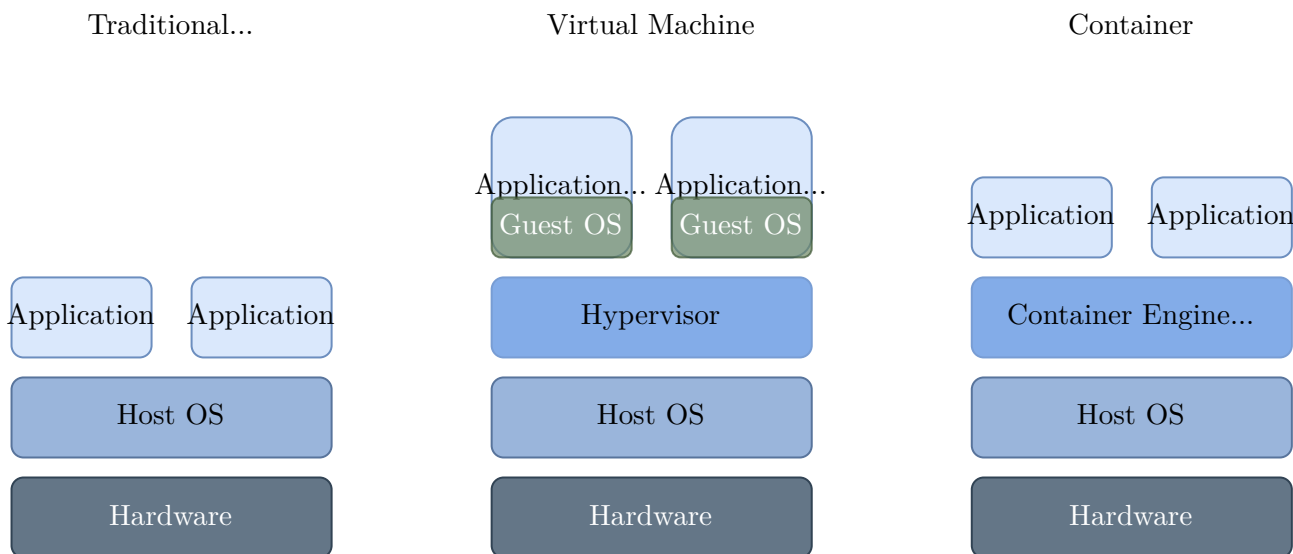 Traditional...
Virtual Machine
Container
Application...
Application...
Application
Application
Guest OS
Guest OS
Application
Application
Hypervisor
Container Engine...
Host OS
Host OS
Host OS
Hardware
Hardware
Hardware